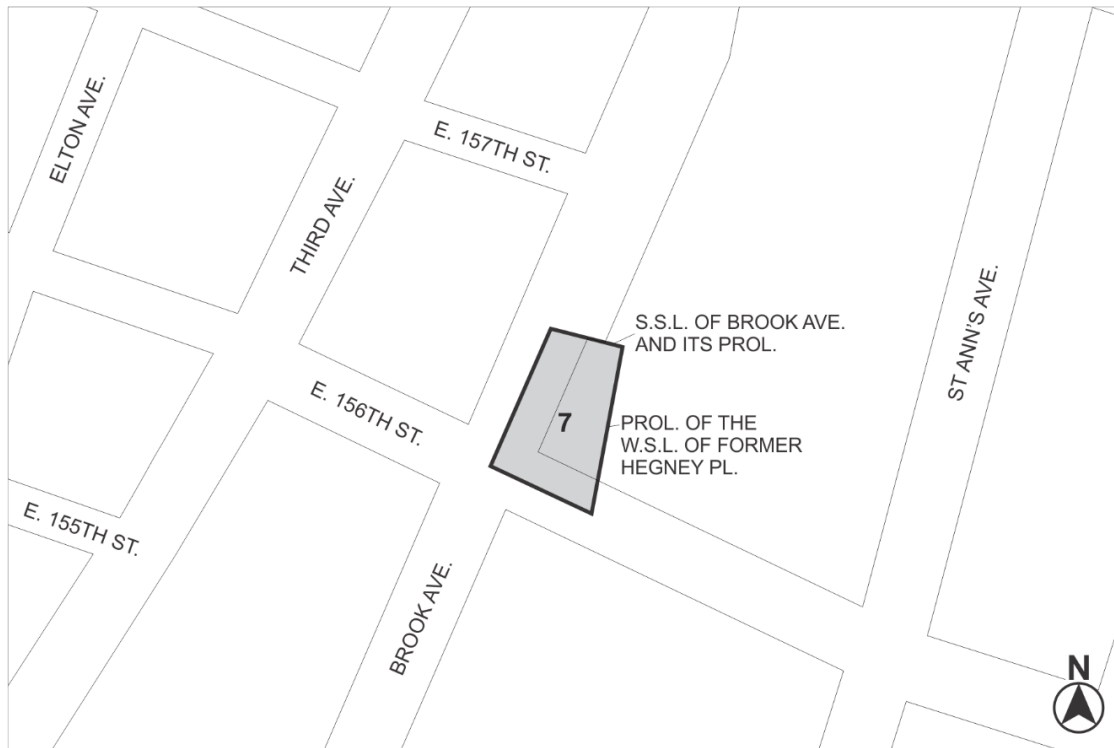 ELTON AVE.
E. 157TH ST.
THIRD AVE.
S.S.L. OF BROOK AVE.
AND ITS PROL.
ST ANN'S AVE.
E. 156TH ST.
7
PROL. OF THE
W.S.L. OF FORMER
HEGNEY PL.
E. 155TH ST.
BROOK AVE.
N